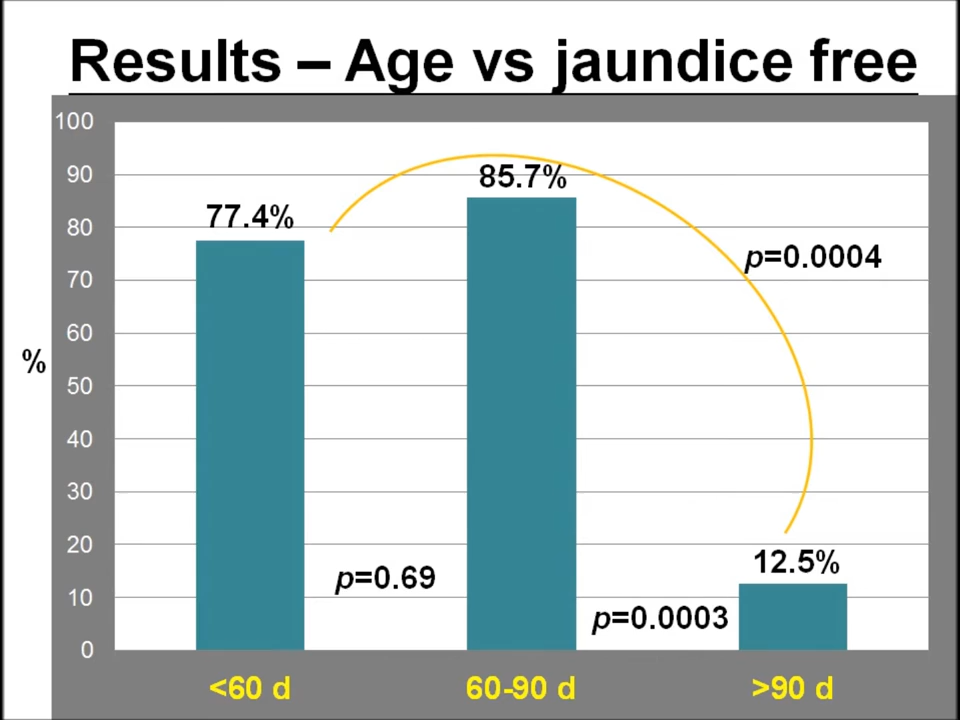 Results – Age vs jaundice free
100
90
85.7%
80
77.4%
p=0.0004
70
60
%
50
40
30
20
12.5%
p=0.69
10
p=0.0003
0
<60 d
60-90 d
>90 d